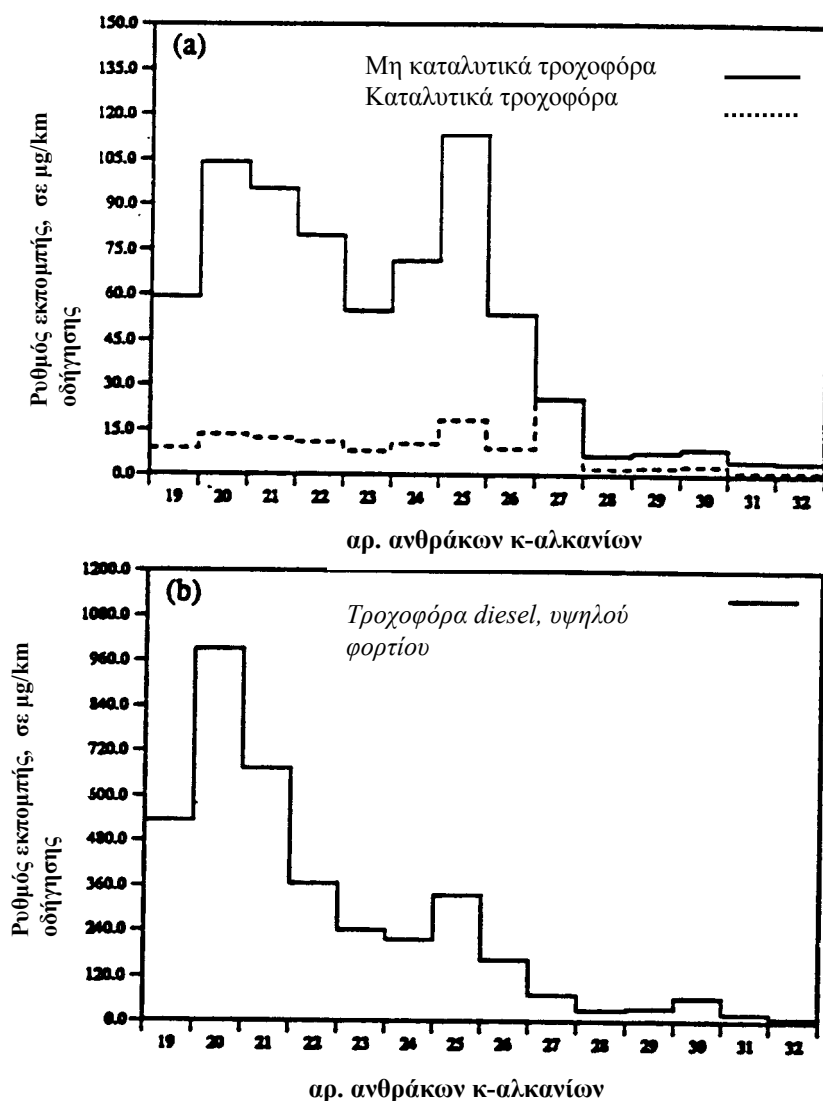 (a)
Μη καταλυτικά τροχοφόρα
Καταλυτικά τροχοφόρα
Ρυθμός εκπομπής, σε μg/km
οδήγησης
150.0
135.0
120.0
105.0
90.0
75.0
60.0
45.0
30.0
15.0
0.0
19 20 21 22 23 24 25 26 27 28 29 30 31 32
αρ. ανθράκων κ-αλκανίων
(b)
Τροχοφόρα diesel, υψηλού
φορτίου
Ρυθμός εκπομπής, σε μg/km
οδήγησης
1200.0
1080.0
960.0
840.0
720.0
600.0
480.0
360.0
240.0
120.0
0.0
19 20 21 22 23 24 25 26 27 28 29 30 31 32
αρ. ανθράκων κ-αλκανίων